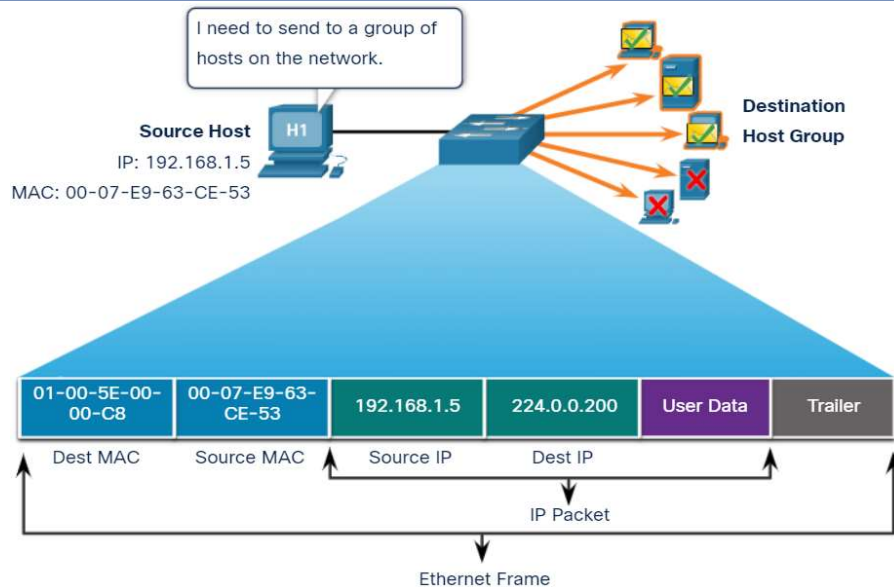 I need to send to a group of
hosts on the network.
H1
Source Host
IP: 192.168.1.5
MAC: 00-07-E9-63-CE-53
Destination
Host Group
01-00-5E-00-
00-C8
00-07-E9-63-
CE-53
192.168.1.5
224.0.0.200
User Data
Trailer
Dest MAC
Source MAC
Source IP
Dest IP
IP Packet
Ethernet Frame